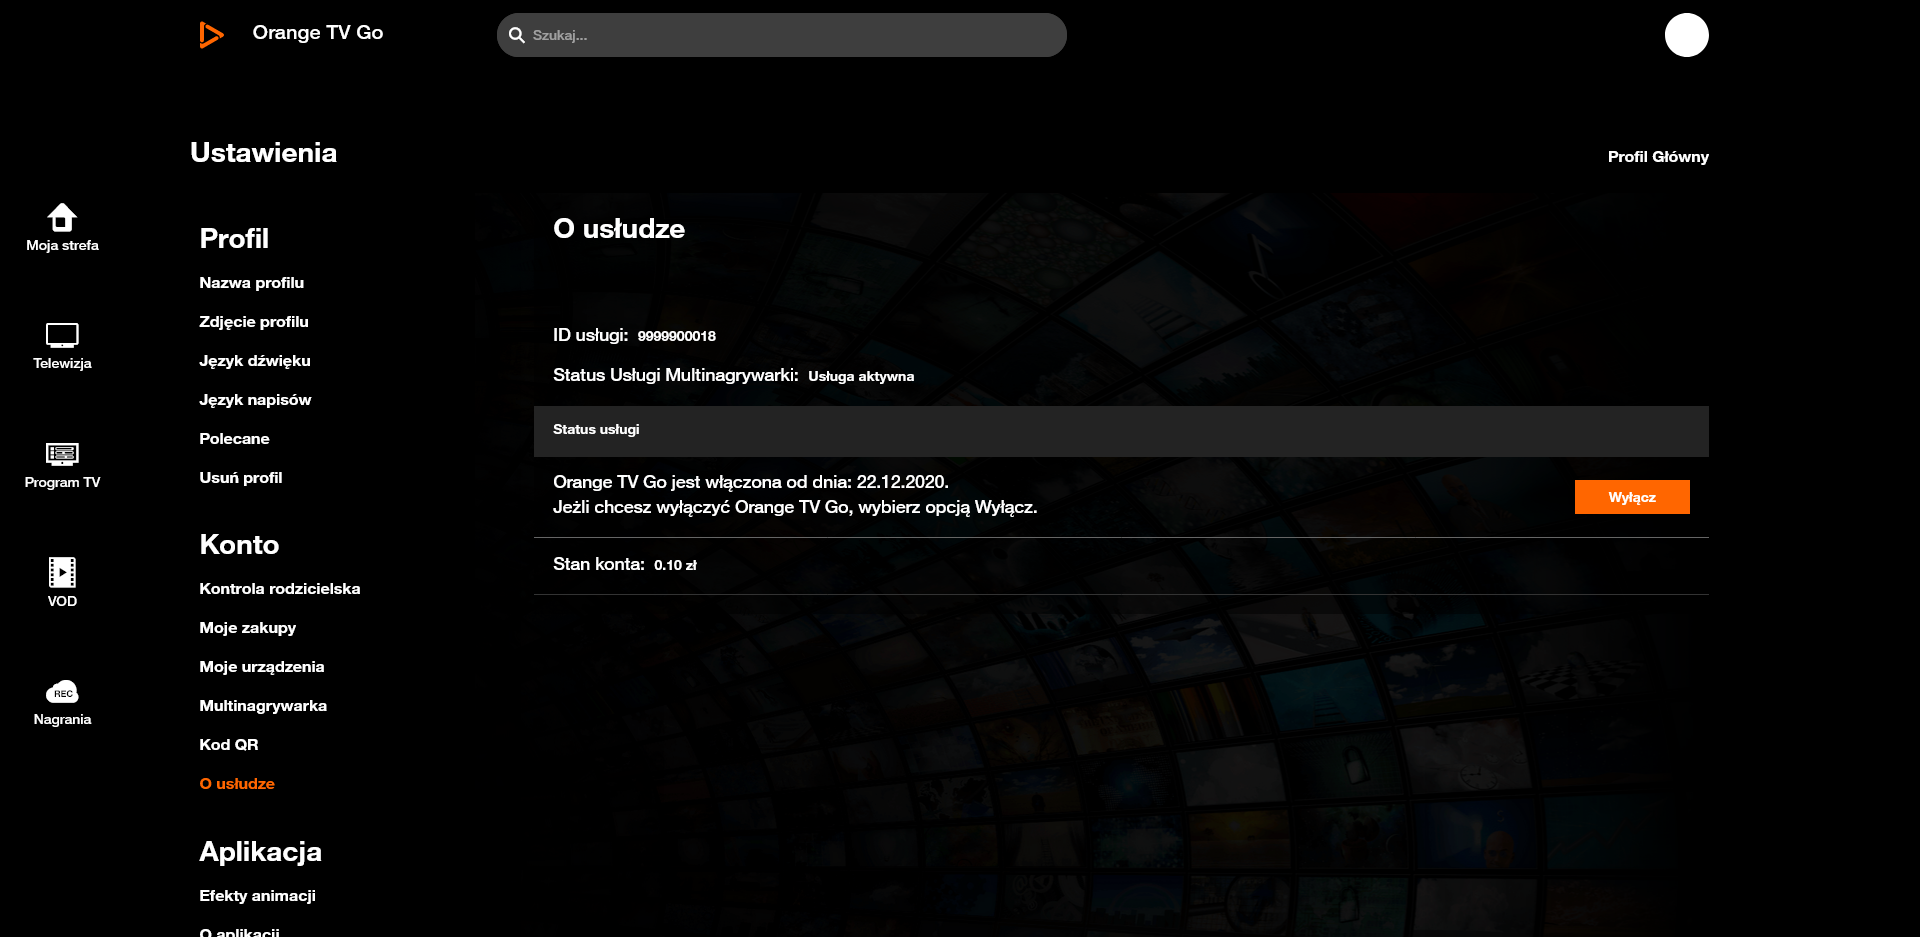 Orange TV Go
Szukaj...
Ustawienia
Profil Główny
Moja strefa
Telewizja
Program TV
VOD
REC
Nagrania
Profil
Nazwa profilu
Zdjęcie profilu
Język dźwięku
Język napisów
Polecane
Usuń profil
Konto
Kontrola rodzicielska
Moje zakupy
Moje urządzenia
Multinagrywarka
Kod QR
O usłudze
Aplikacja
Efekty animacji
O aplikacji
O usłudze
ID usługi: 9999900018
Status Usługi Multinagrywarki: Usługa aktywna
Status usługi
Orange TV Go jest włączona od dnia: 22.12.2020.
Jeżli chcesz wyłączyć Orange TV Go, wybierz opcją Wyłącz.
Wyłącz
Stan konta: 0.10 zł